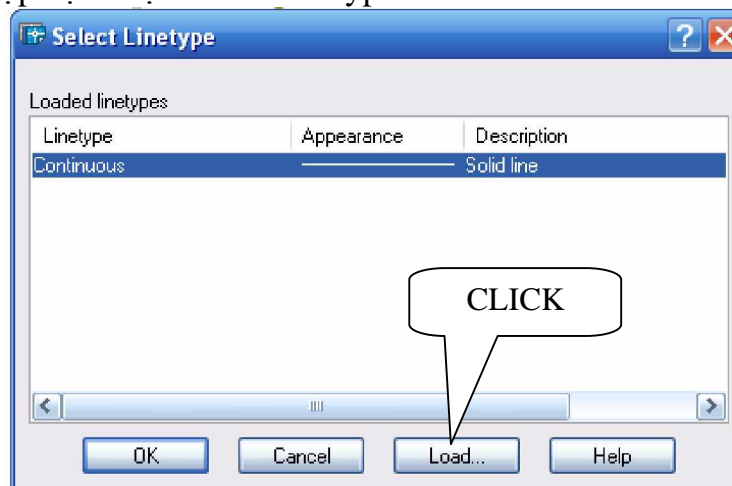 Select Linetype
Loaded linetypes
Linetype Appearance Description
Continuous Solid line
CLICK
OK Cancel Load... Help